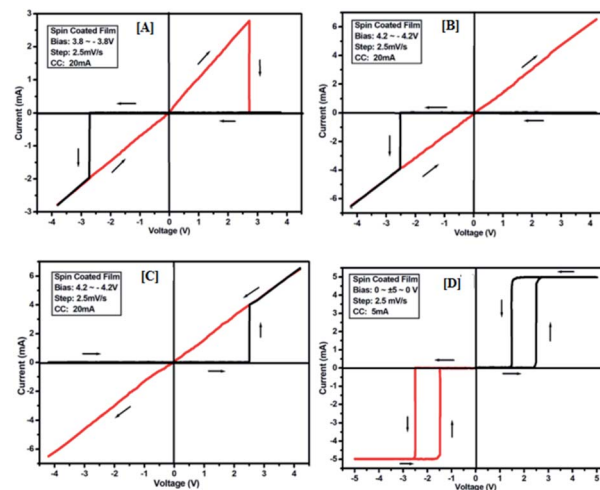 [A]
Spin Coated Film
Bias: 3.8 ~ - 3.8V
Step: 2.5mV/s
CC: 20mA
Current (mA)
3
2
1
0
-1
-2
-3
-4 -3 -2 -1 0 1 2 3 4
Voltage (V)
[B]
Spin Coated Film
Bias: 4.2 ~ - 4.2V
Step: 2.5mV/s
CC: 20mA
Current (mA)
6
4
2
0
-2
-4
-6
-4 -3 -2 -1 0 1 2 3 4
Voltage (V)
[C]
Spin Coated Film
Bias: 4.2 ~ - 4.2V
Step: 2.5mV/s
CC: 20mA
Current (mA)
6
4
2
0
-2
-4
-6
-4 -3 -2 -1 0 1 2 3 4
Voltage (V)
[D]
Spin Coated Film
Bias: 0 ~ ±5 ~ 0 V
Step: 2.5 mV/s
CC: 5mA
Current (mA)
5
4
3
2
1
0
-1
-2
-3
-4
-5
-5 -4 -3 -2 -1 0 1 2 3 4 5
Voltage (V)